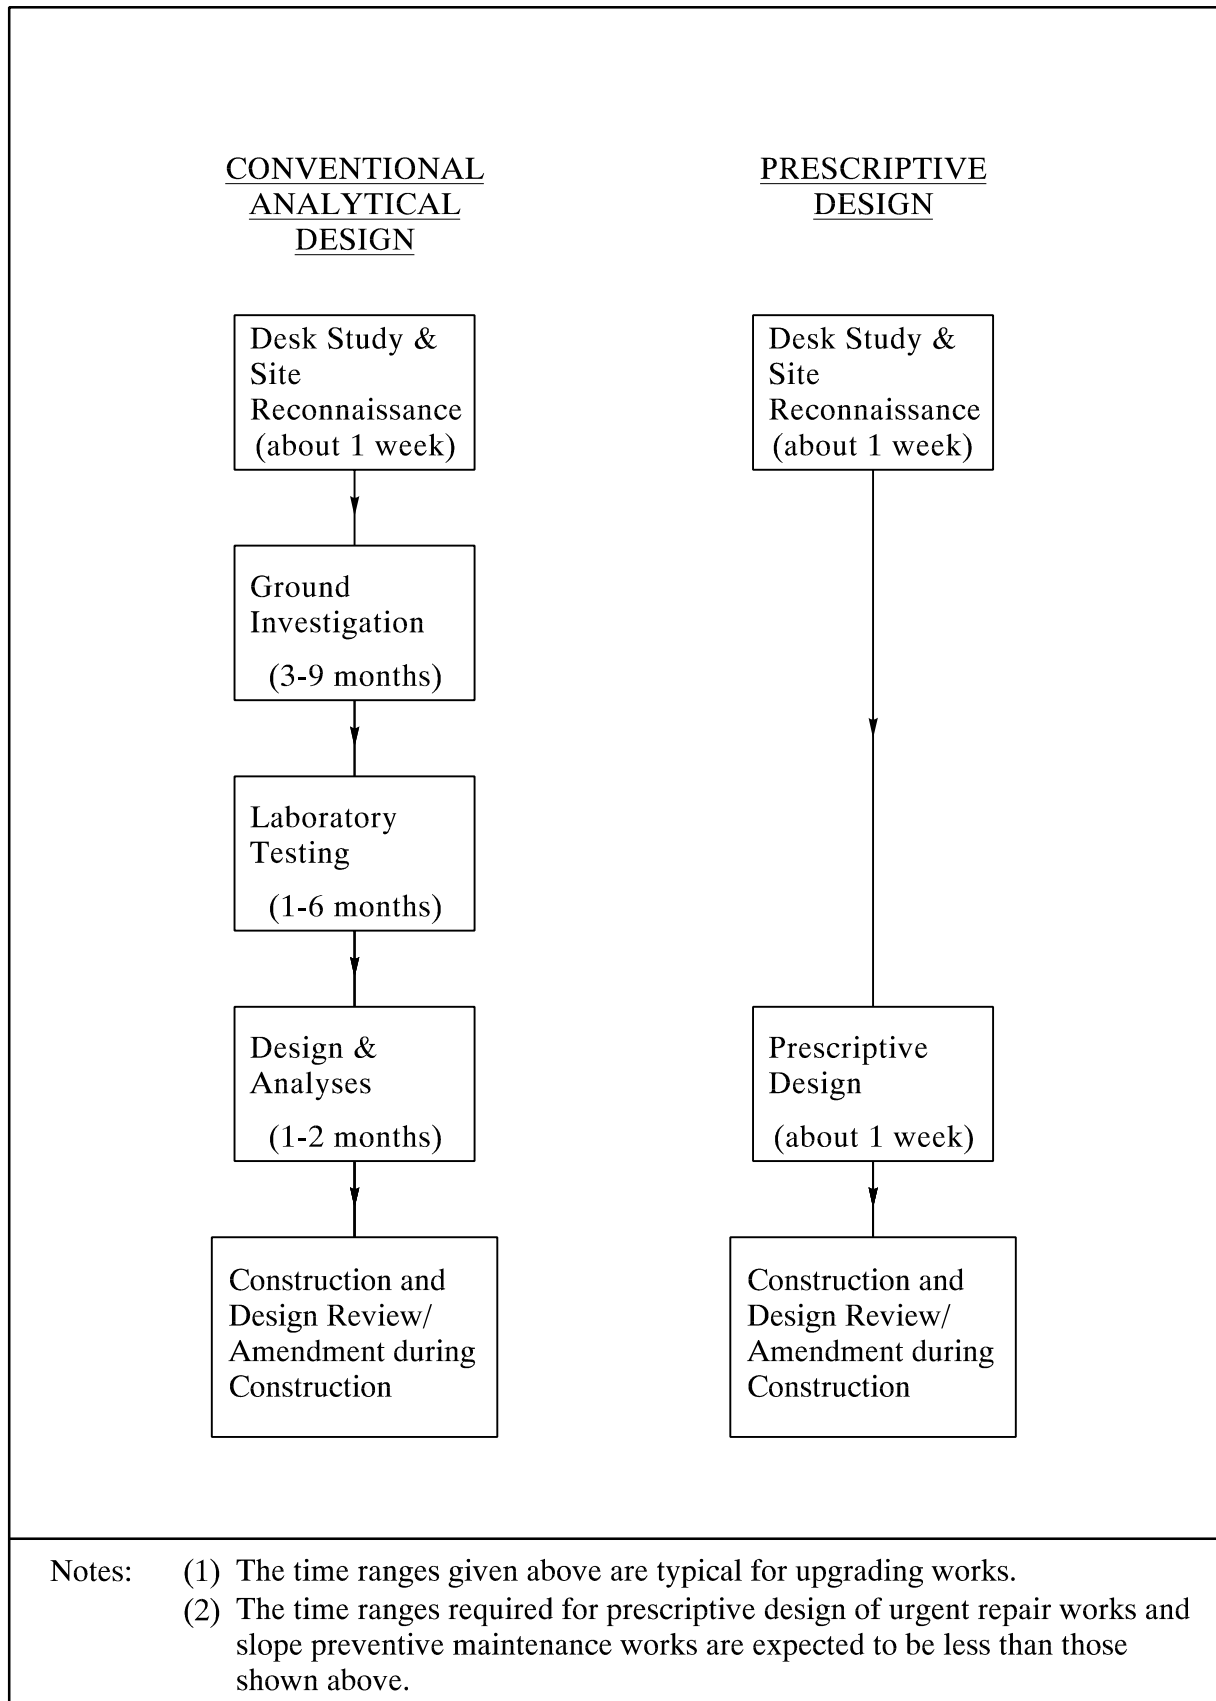 CONVENTIONAL
ANALYTICAL
DESIGN
Desk Study &
Site
Reconnaissance
(about 1 week)
Ground
Investigation
(3-9 months)
Laboratory
Testing
(1-6 months)
Design &
Analyses
(1-2 months)
Construction and
Design Review/
Amendment during
Construction
PRESCRIPTIVE
DESIGN
Desk Study &
Site
Reconnaissance
(about 1 week)
Prescriptive
Design
(about 1 week)
Construction and
Design Review/
Amendment during
Construction
Notes: (1) The time ranges given above are typical for upgrading works.
(2) The time ranges required for prescriptive design of urgent repair works and
slope preventive maintenance works are expected to be less than those
shown above.